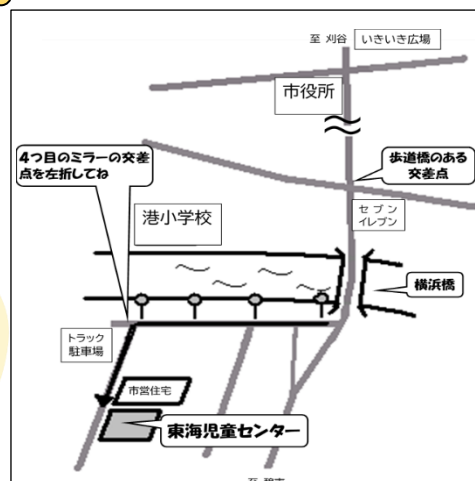 至 刈谷
いきいき広場
市役所
4つ目のミラーの交差
点を左折してね
歩道橋のある
交差点
港小学校
セブン
イレブン
横浜橋
トラック
駐車場
市営住宅
東海児童センター